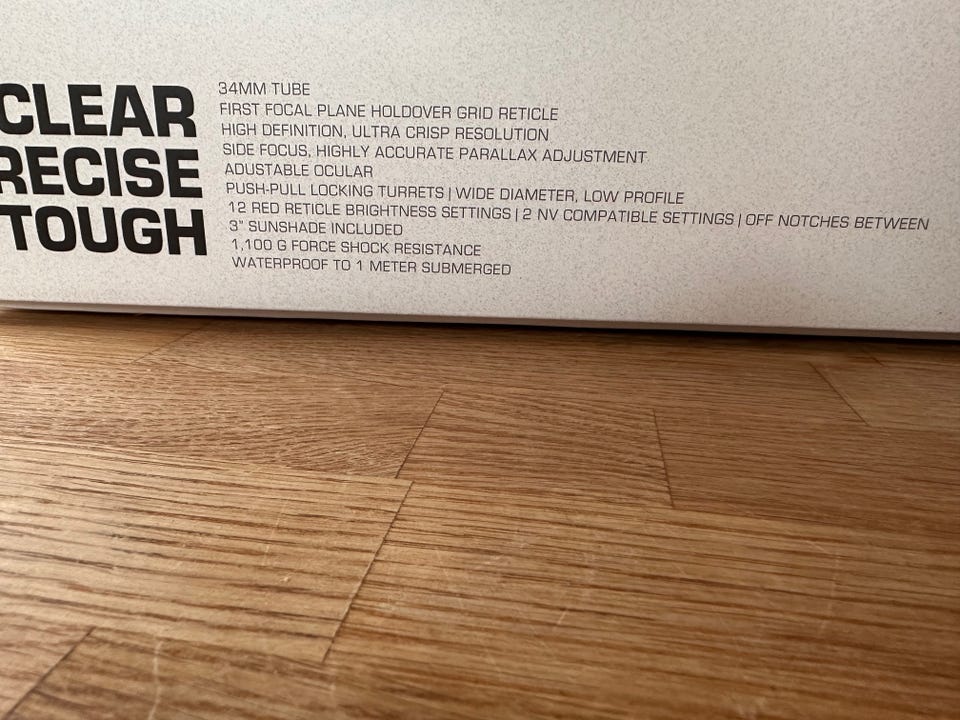 CLEAR
RECISE
TOUGH
34MM TUBE
FIRST FOCAL PLANE HOLDOVER GRID RETICLE
HIGH DEFINITION, ULTRA CRISP RESOLUTION
SIDE FOCUS, HIGHLY ACCURATE PARALLAX ADJUSTMENT
ADUSTABLE OCULAR
PUSH-PULL LOCKING TURRETS | WIDE DIAMETER, LOW PROFILE
12 RED RETICLE BRIGHTNESS SETTINGS | 2 NV COMPATIBLE SETTINGS | OFF NOTCHES BETWEEN
3" SUNSHADE INCLUDED
1,100 G FORCE SHOCK RESISTANCE
WATERPROOF TO 1 METER SUBMERGED